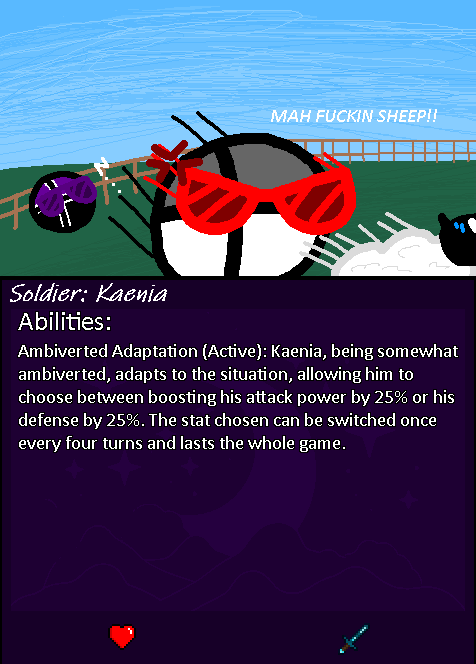 MAH FUCKIN SHEEP!!
Z...
Soldier: Kaenia
Abilities:
Ambiverted Adaptation (Active): Kaenia, being somewhat
ambiverted, adapts to the situation, allowing him to
choose between boosting his attack power by 25% or his
defense by 25%. The stat chosen can be switched once
every four turns and lasts the whole game.